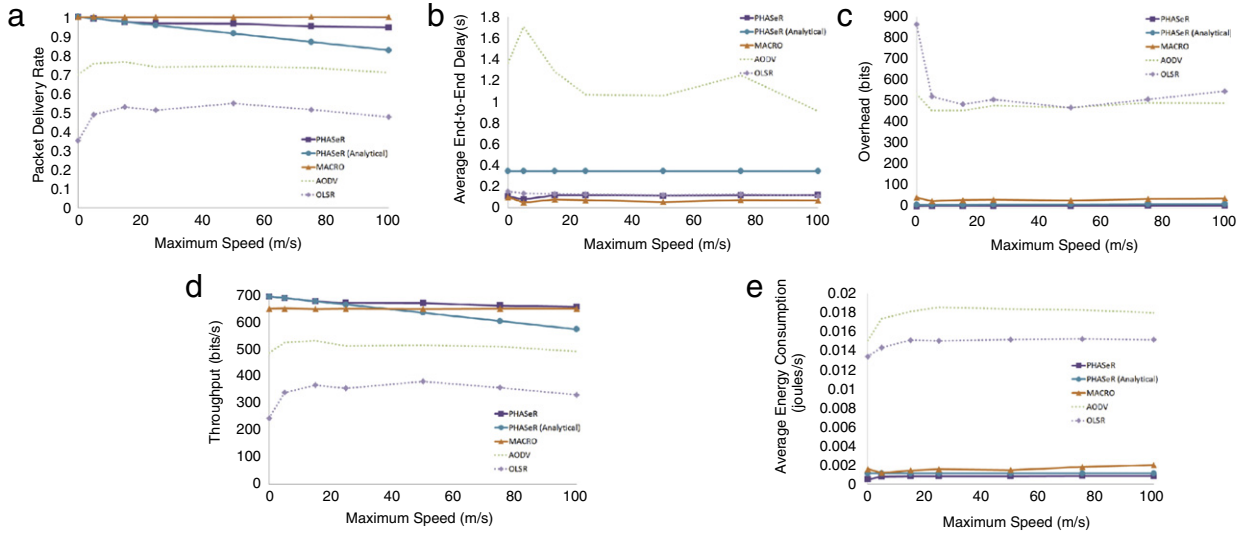 a
1
0.9
0.8
0.7
0.6
0.5
0.4
0.3
0.2
0.1
0
Packet Delivery Rate
0 20 40 60 80 100
Maximum Speed (m/s)
PHASeR
PHASeR (Analytical)
MACRO
AODV
OLSR
b
1.8
1.6
1.4
1.2
1
0.8
0.6
0.4
0.2
0
Average End-to-End Delay(s)
0 20 40 60 80 100
Maximum Speed (m/s)
PHASeR
PHASeR (Analytical)
MACRO
AODV
OLSR
c
900
800
700
600
500
400
300
200
100
0
Overhead (bits)
0 20 40 60 80 100
Maximum Speed (m/s)
PHASeR
PHASeR (Analytical)
MACRO
AODV
OLSR
d
700
600
500
400
300
200
100
0
Throughput (bits/s)
0 20 40 60 80 100
Maximum Speed (m/s)
PHASeR
PHASeR (Analytical)
MACRO
AODV
OLSR
e
0.02
0.018
0.016
0.014
0.012
0.01
0.008
0.006
0.004
0.002
0
Average Energy Consumption
(joules/s)
0 20 40 60 80 100
Maximum Speed (m/s)
PHASeR
PHASeR (Analytical)
MACRO
AODV
OLSR